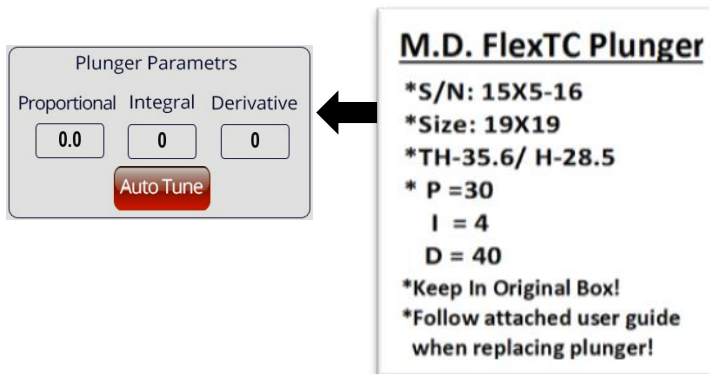 Plunger Parametrs
Proportional Integral Derivative
0.0 0 0
Auto Tune
M.D. FlexTC Plunger
*S/N: 15X5-16
*Size: 19X19
*TH-35.6/ H-28.5
* P =30
I = 4
D = 40
*Keep In Original Box!
*Follow attached user guide
when replacing plunger!